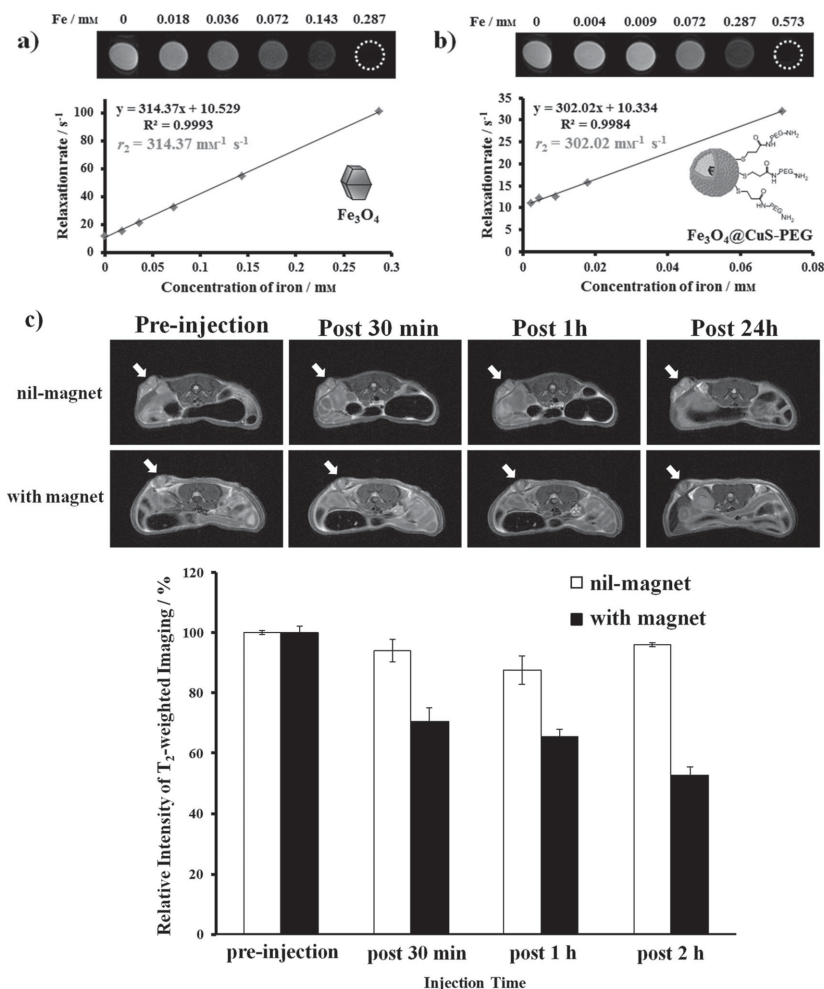 a)
Fe / mM 0 0.018 0.036 0.072 0.143 0.287
y = 314.37x + 10.529
R² = 0.9993
r₂ = 314.37 mM⁻¹ s⁻¹
Relaxation rate / s⁻¹
100
80
60
40
20
0
Fe₃O₄
0 0.05 0.1 0.15 0.2 0.25 0.3
Concentration of iron / mM
b)
Fe / mM 0 0.004 0.009 0.072 0.287 0.573
y = 302.02x + 10.334
R² = 0.9984
r₂ = 302.02 mM⁻¹ s⁻¹
Relaxation rate / s⁻¹
35
30
25
20
15
10
5
0
S O N H PEG-NH₂
S O N H PEG NH₂
S O HN PEG NH₂
Fe₃O₄@CuS-PEG
0 0.02 0.04 0.06 0.08
Concentration of iron / mM
c)
Pre-injection Post 30 min Post 1h Post 24h
nil-magnet
with magnet
Relative Intensity of T₂-weighted Imaging / %
120
100
80
60
40
20
0
nil-magnet
with magnet
pre-injection post 30 min post 1 h post 2 h
Injection Time